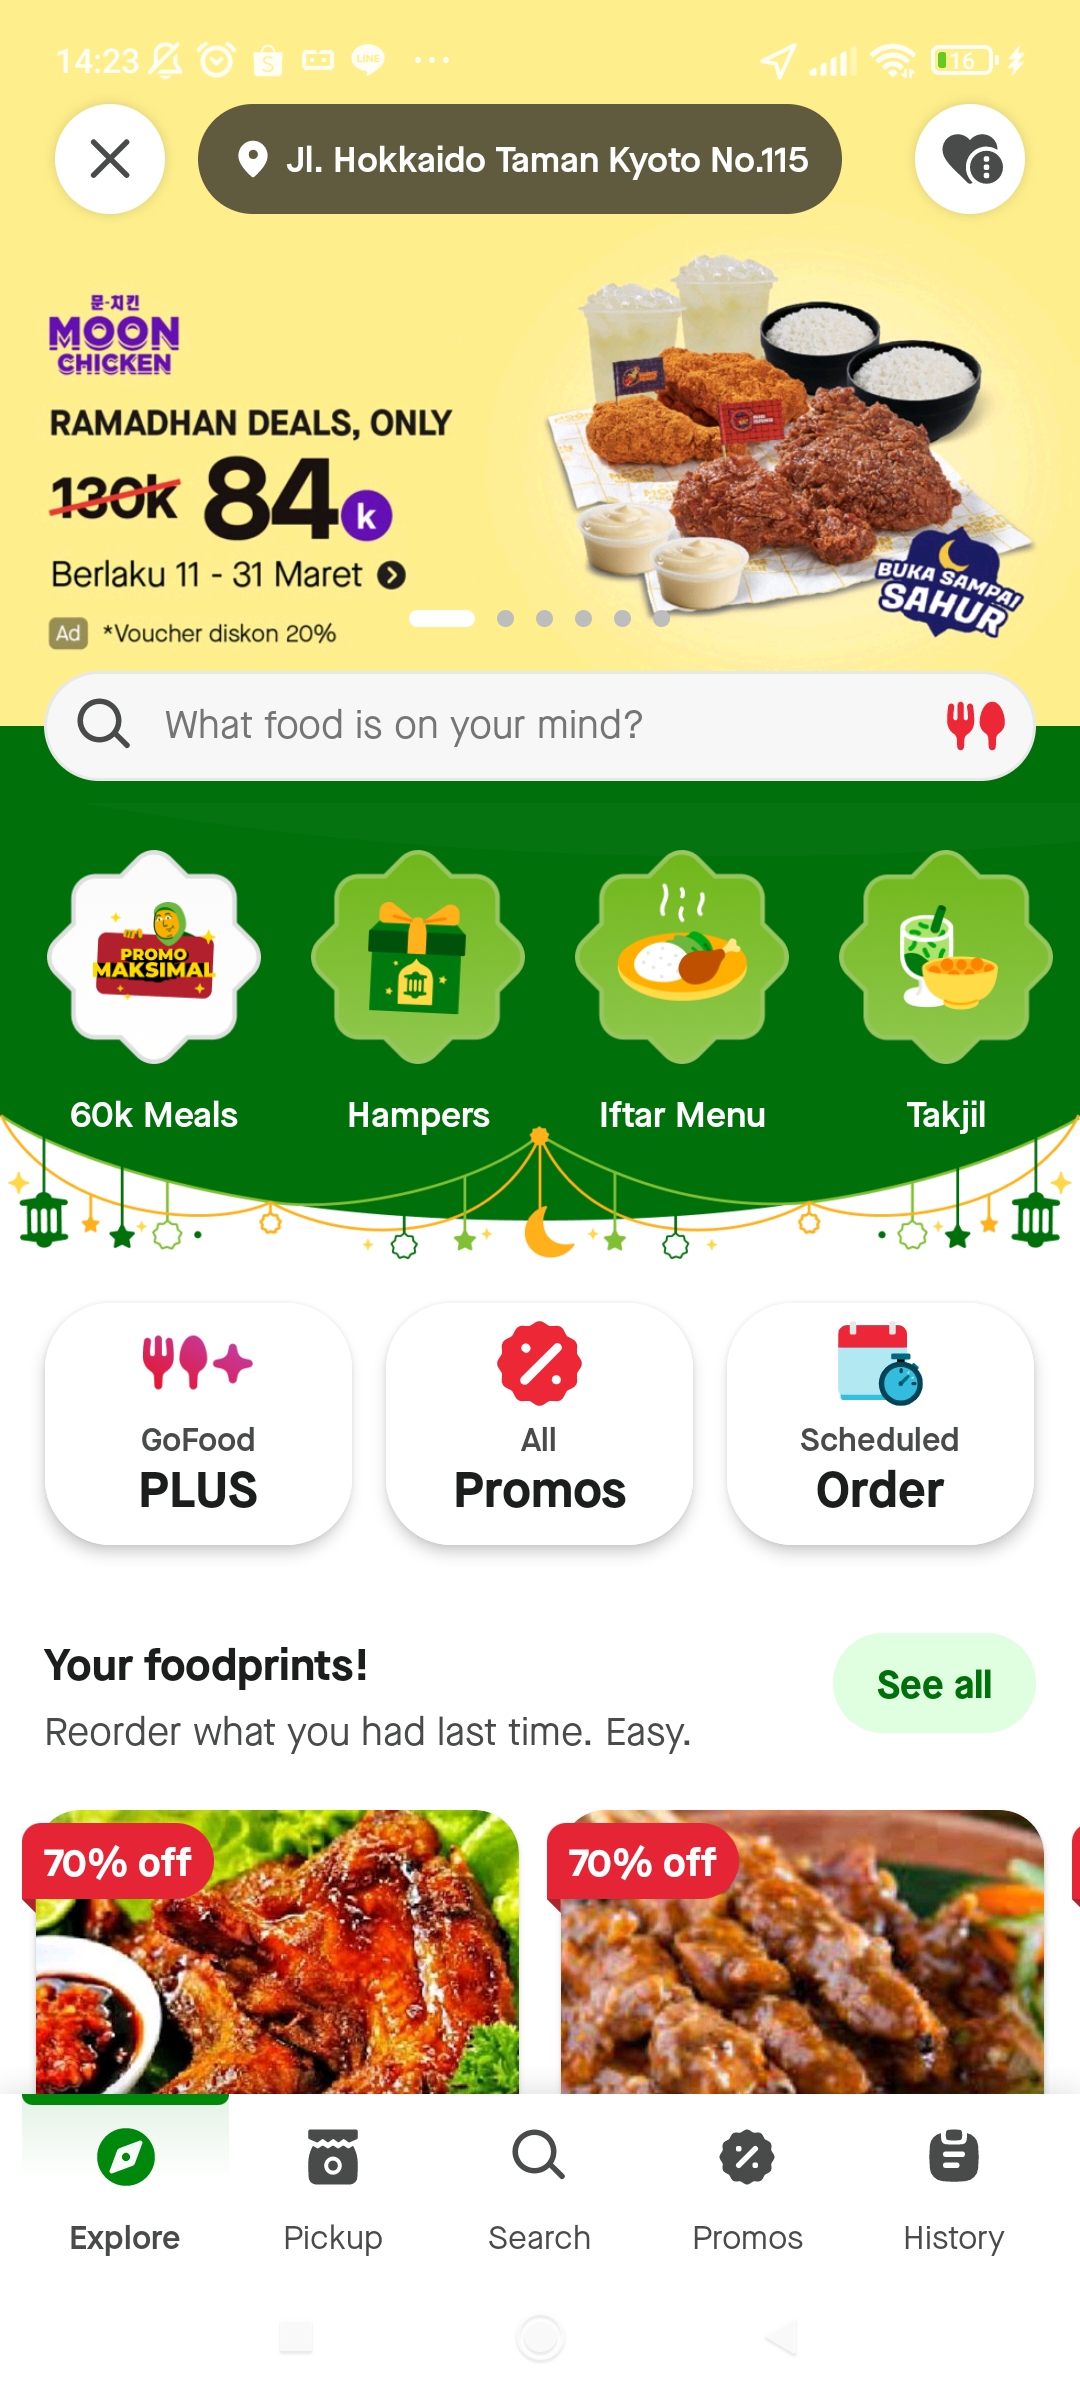 14:23
LINE
16
Jl. Hokkaido Taman Kyoto No.115
문-치킨
MOON
CHICKEN
RAMADHAN DEALS, ONLY
130k 84 k
Berlaku 11 - 31 Maret
Ad *Voucher diskon 20%
BUKA SAMPAI
SAHUR
What food is on your mind?
PROMO
MAKSIMAL
60k Meals
Hampers
Iftar Menu
Takjil
GoFood
PLUS
All
Promos
Scheduled
Order
Your foodprints!
See all
Reorder what you had last time. Easy.
70% off
70% off
Explore
Pickup
Search
Promos
History